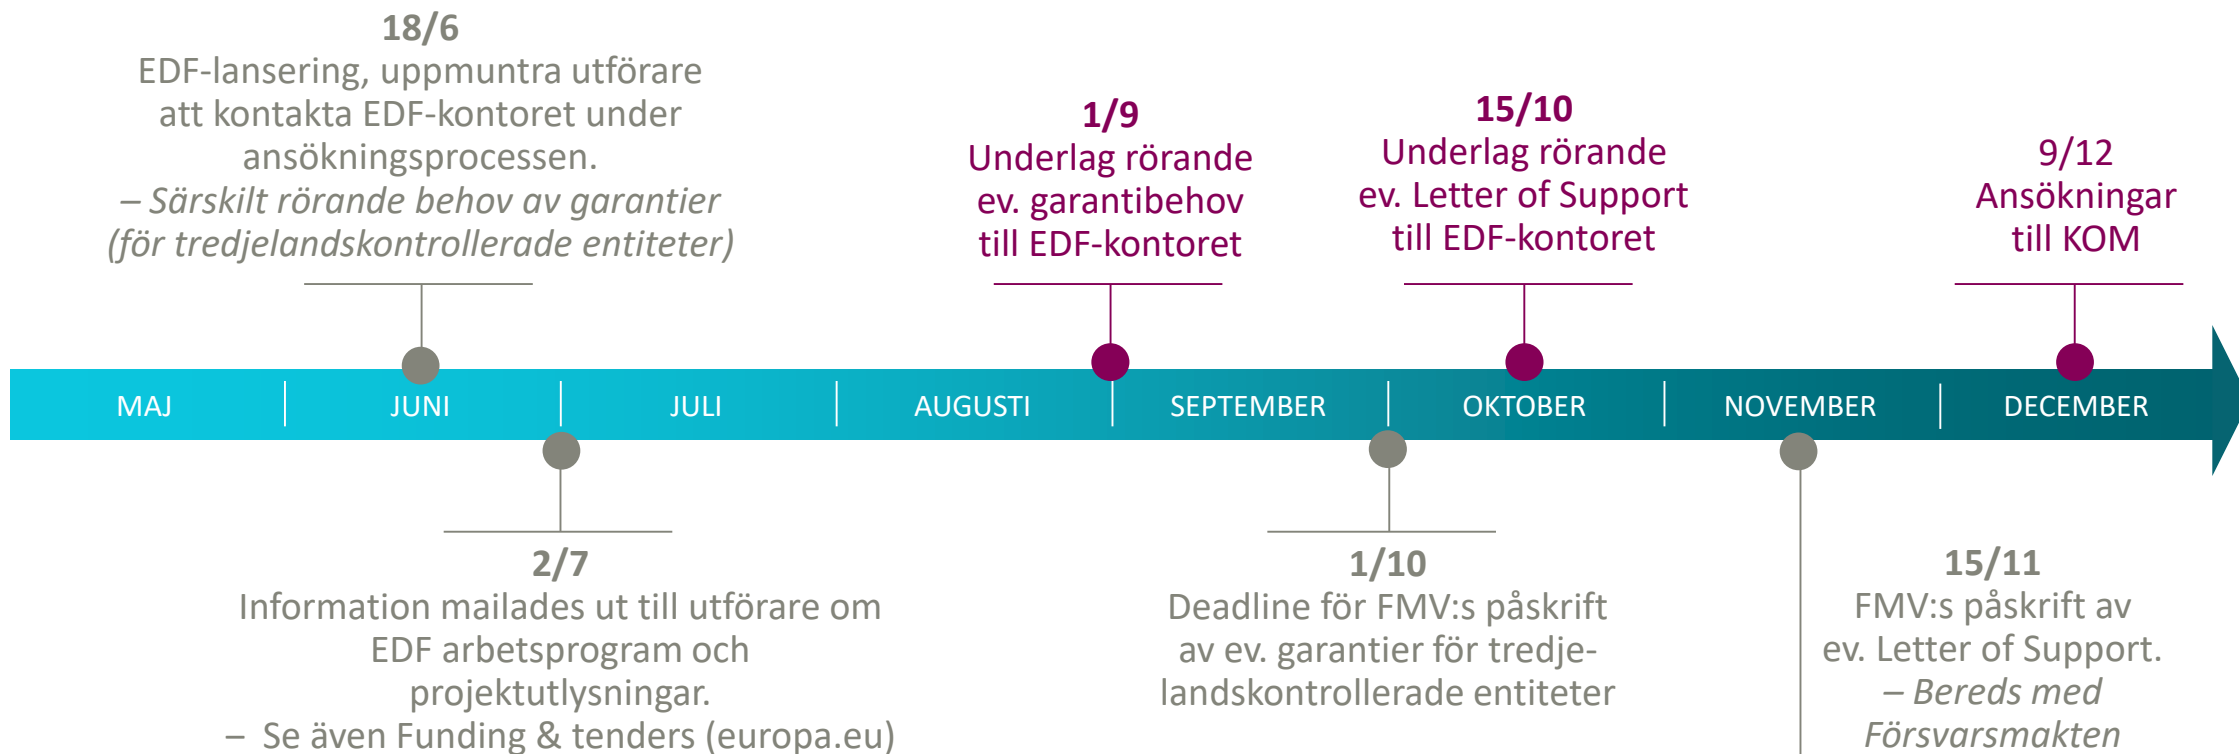 18/6
EDF-lansering, uppmuntra utförare
att kontakta EDF-kontoret under
ansökningsprocessen.
– Särskilt rörande behov av garantier
(för tredjelandskontrollerade entiteter)
1/9
Underlag rörande
ev. garantibehov
till EDF-kontoret
15/10
Underlag rörande
ev. Letter of Support
till EDF-kontoret
9/12
Ansökningar
till KOM
MAJ
JUNI
JULI
AUGUSTI
SEPTEMBER
OKTOBER
NOVEMBER
DECEMBER
2/7
Information mailades ut till utförare om
EDF arbetsprogram och
projektutlysningar.
– Se även Funding & tenders (europa.eu)
1/10
Deadline för FMV:s påskrift
av ev. garantier för tredje-
landskontrollerade entiteter
15/11
FMV:s påskrift av
ev. Letter of Support.
– Bereds med
Försvarsmakten